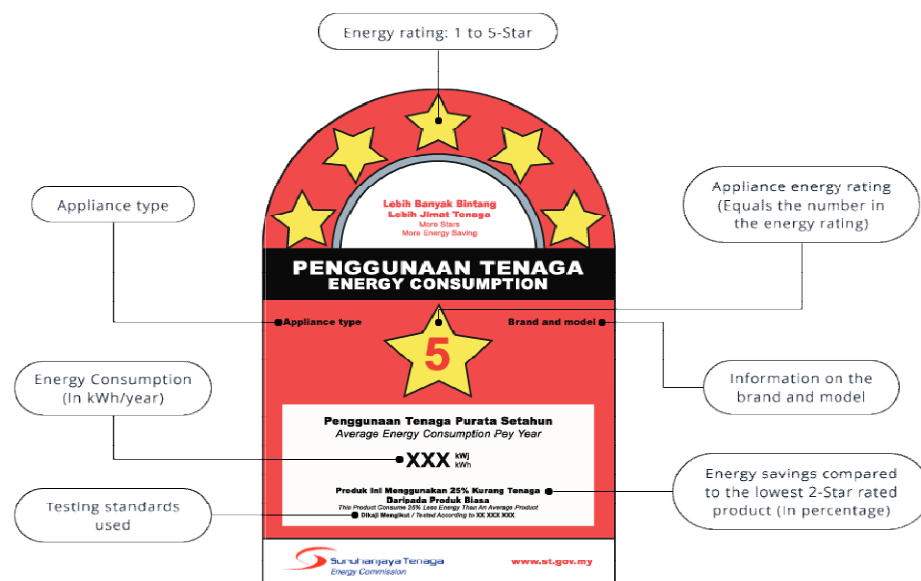 Energy rating: 1 to 5-Star
Appliance type
Appliance energy rating
(Equals the number in
the energy rating)
Lebih Banyak Bintang
Lebih Jimat Tenaga
More Stars
More Energy Saving
PENGGUNAAN TENAGA
ENERGY CONSUMPTION
Appliance type
Brand and model
5
Energy Consumption
(In kWh/year)
Information on the
brand and model
Penggunaan Tenaga Purata Setahun
Average Energy Consumption Pey Year
XXX kWj
kWh
Produk Ini Menggunakan 25% Kurang Tenaga
Daripada Produk Biasa
This Product Consume 25% Less Energy Than An Average Product
Dikaji Mengikut / Tested According to XX XXX XXX
Energy savings compared
to the lowest 2-Star rated
product (In percentage)
Testing standards
used
Suruhanjaya Tenaga
Energy Commission
www.st.gov.my